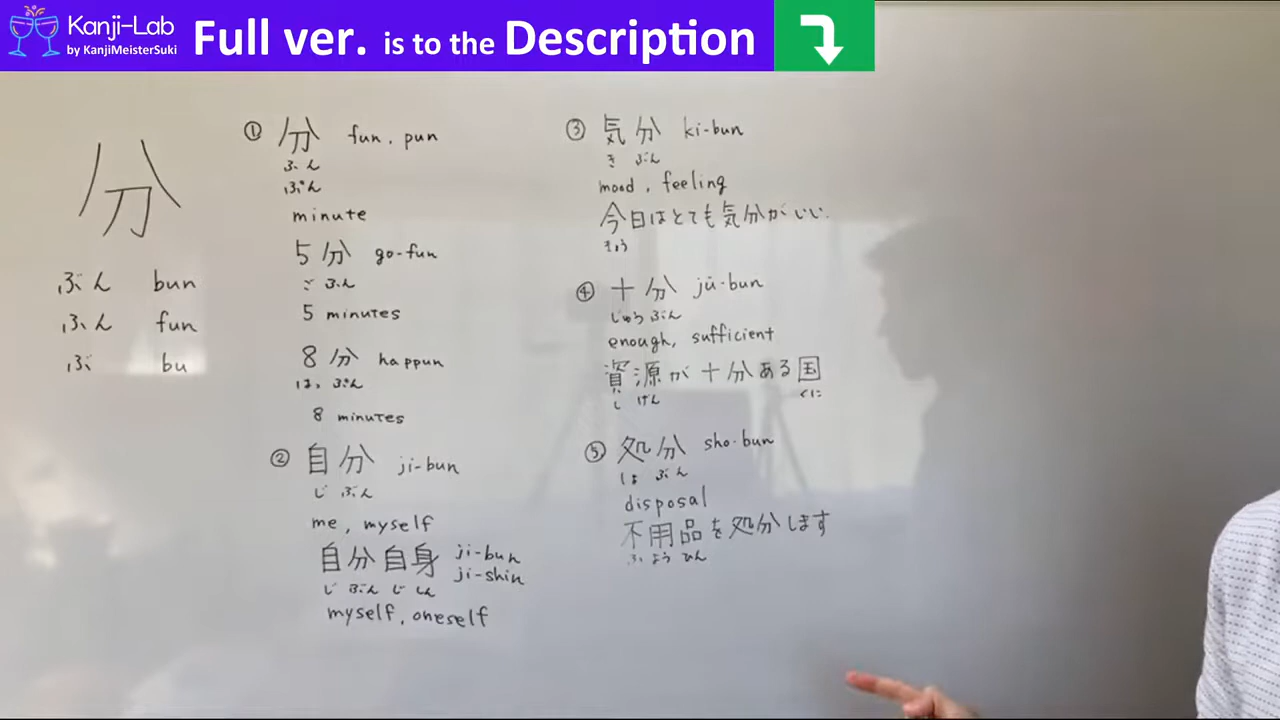 Kanji-Lab
by KanjiMeisterSuki
Full ver. is to the Description
分
ぶん bun
ふん fun
ぶ bu
① 分 fun, pun
ふん
ぷん
minute
5分 go-fun
ご ふん
5 minutes
8分 happun
はっ ぷん
8 minutes
② 自分 ji-bun
じ ぶん
me, myself
自分自身 ji-bun
ji-shin
じ ぶん じ しん
myself, oneself
③ 気分 ki-bun
き ぶん
mood, feeling
今日はとても気分がいい.
きょう
④ 十分 jū-bun
じゅう ぶん
enough, sufficient
資源が十分ある国
し げん くに
⑤ 処分 sho-bun
しょ ぶん
disposal
不用品を処分します
ふ よう ひん